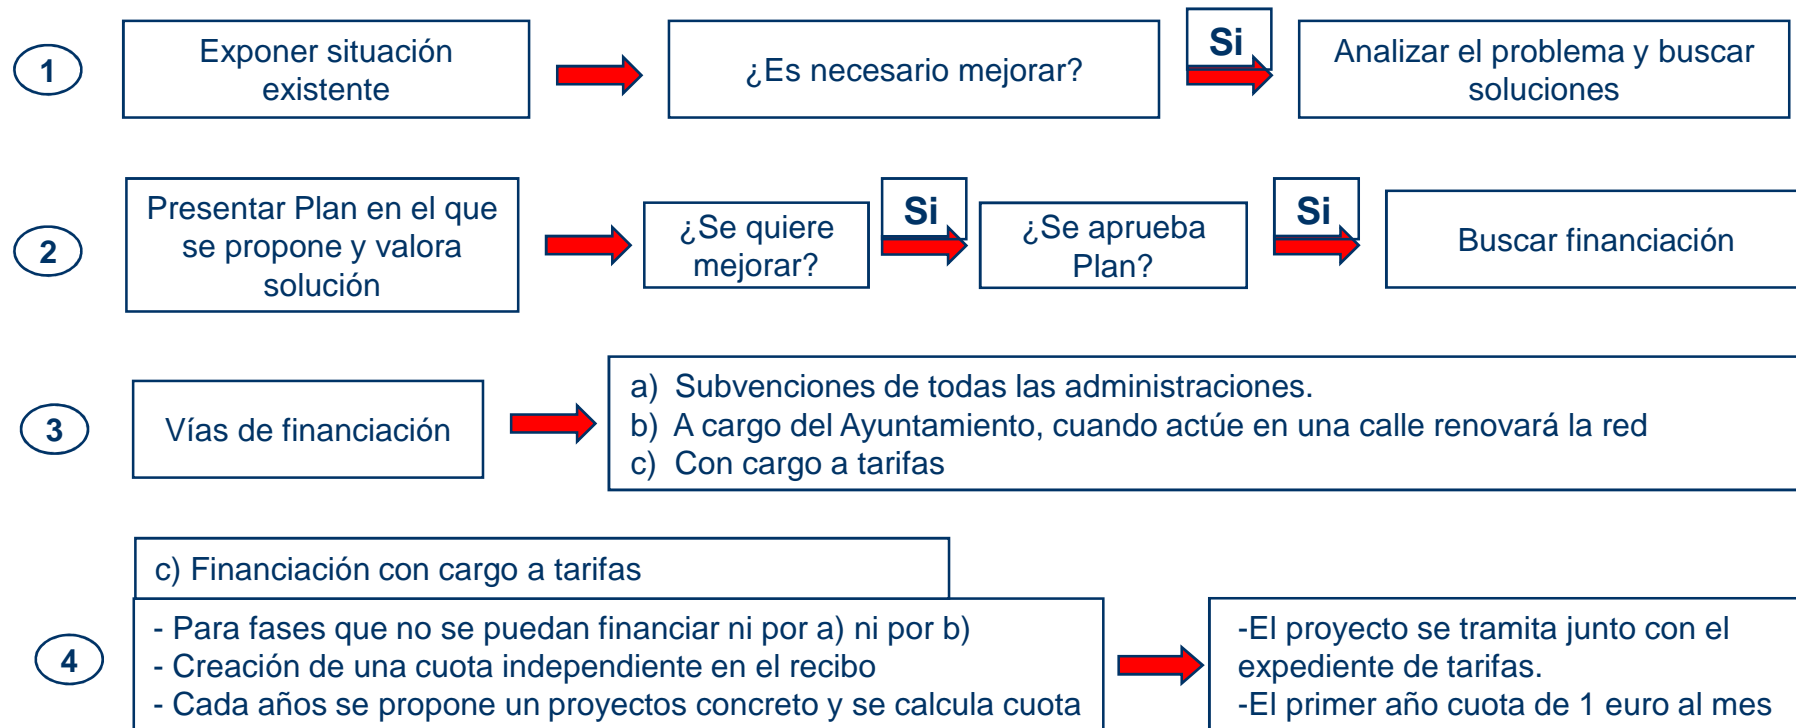 1
Exponer situación
existente
¿Es necesario mejorar?
Si
Analizar el problema y buscar
soluciones
2
Presentar Plan en el que
se propone y valora
solución
¿Se quiere
mejorar?
Si
¿Se aprueba
Plan?
Si
Buscar financiación
3
Vías de financiación
a) Subvenciones de todas las administraciones.
b) A cargo del Ayuntamiento, cuando actúe en una calle renovará la red
c) Con cargo a tarifas
4
c) Financiación con cargo a tarifas
- Para fases que no se puedan financiar ni por a) ni por b)
- Creación de una cuota independiente en el recibo
- Cada años se propone un proyectos concreto y se calcula cuota
-El proyecto se tramita junto con el
expediente de tarifas.
-El primer año cuota de 1 euro al mes